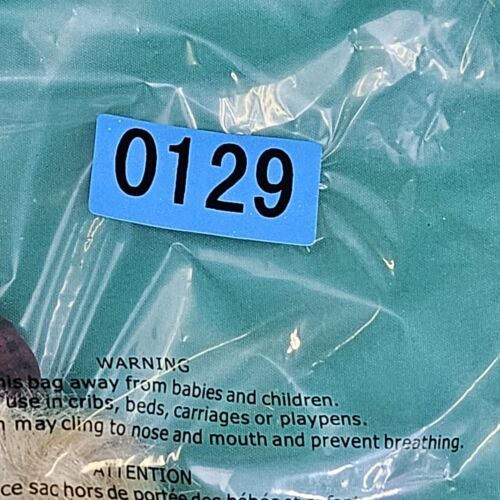 0129
WARNING
his bag away from babies and children.
use in cribs, beds, carriages or playpens.
may cling to nose and mouth and prevent breathing.
ATTENTION
ce sac hors de portée des bébés et